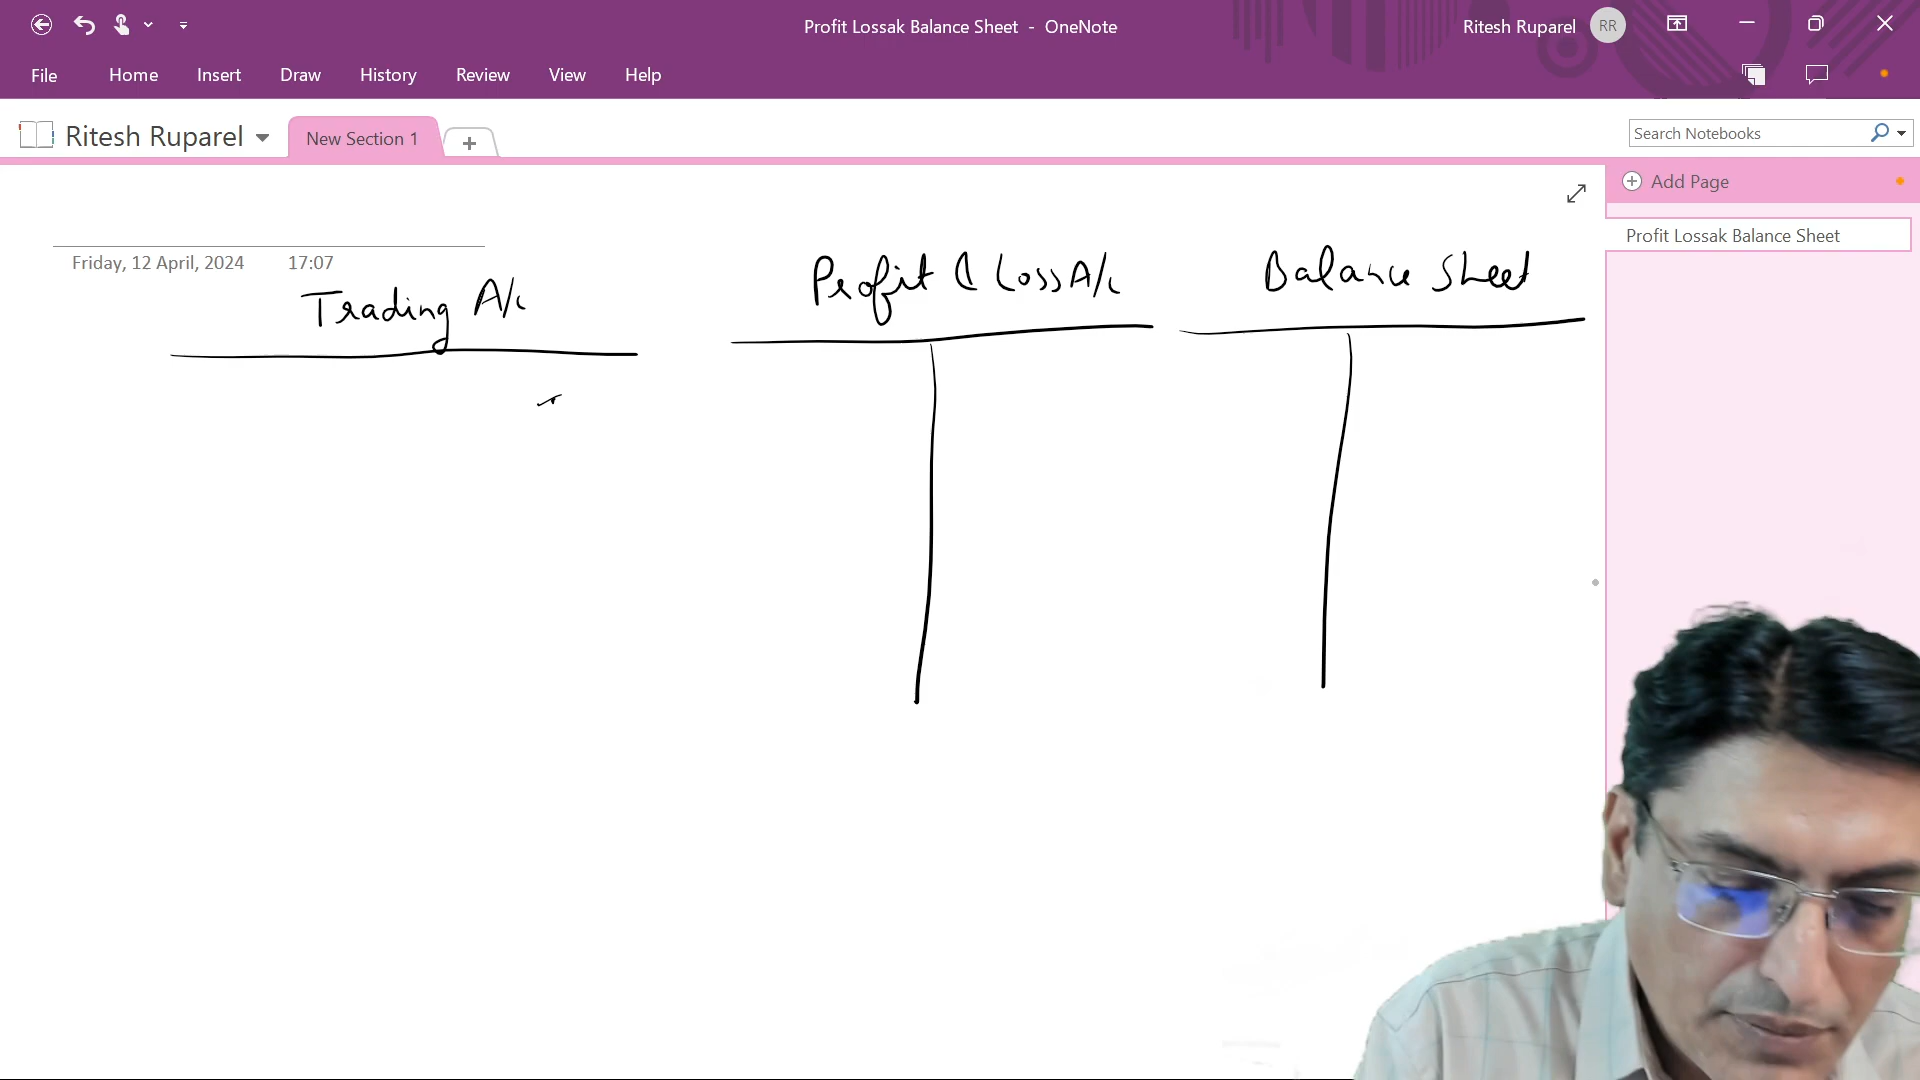 Profit Lossak Balance Sheet - OneNote
Ritesh Ruparel
RR
File
Home
Insert
Draw
History
Review
View
Help
Ritesh Ruparel
New Section 1
Search Notebooks
Add Page
Profit Lossak Balance Sheet
Friday, 12 April, 2024 17:07
Trading A/c
Profit & Loss A/c
Balance Sheet